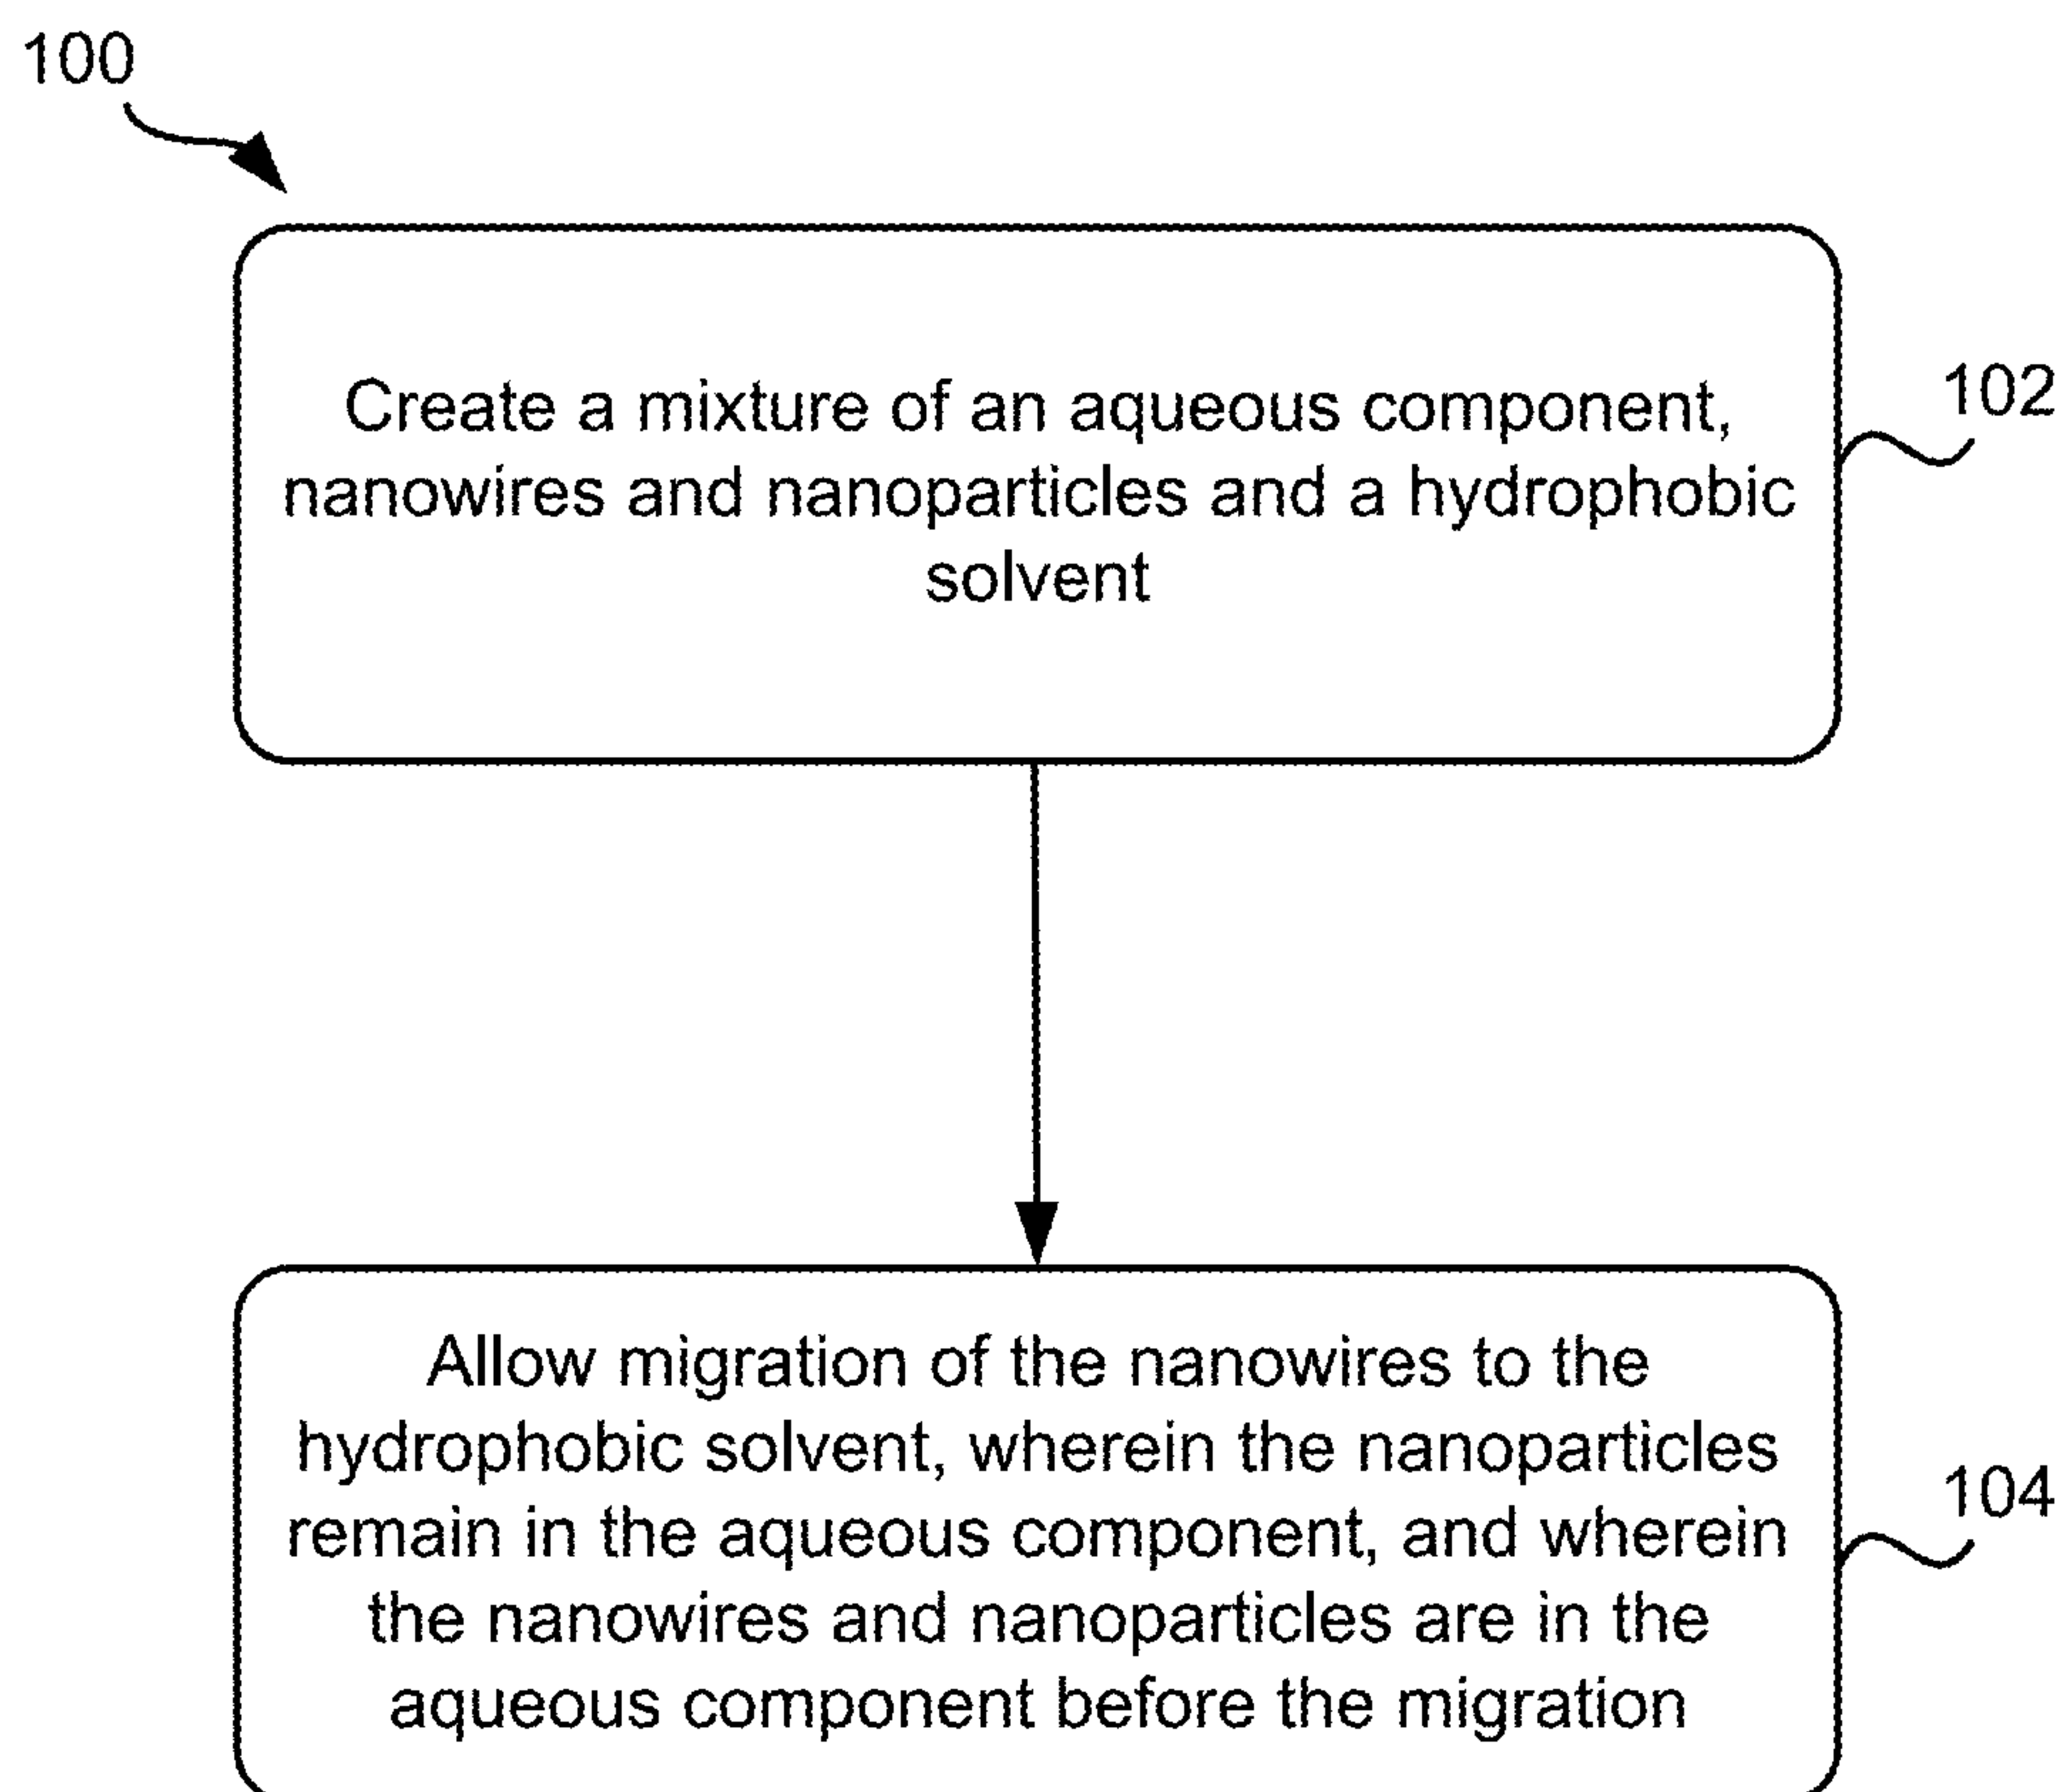 100
Create a mixture of an aqueous component,
nanowires and nanoparticles and a hydrophobic
solvent
102
Allow migration of the nanowires to the
hydrophobic solvent, wherein the nanoparticles
remain in the aqueous component, and wherein
the nanowires and nanoparticles are in the
aqueous component before the migration
104